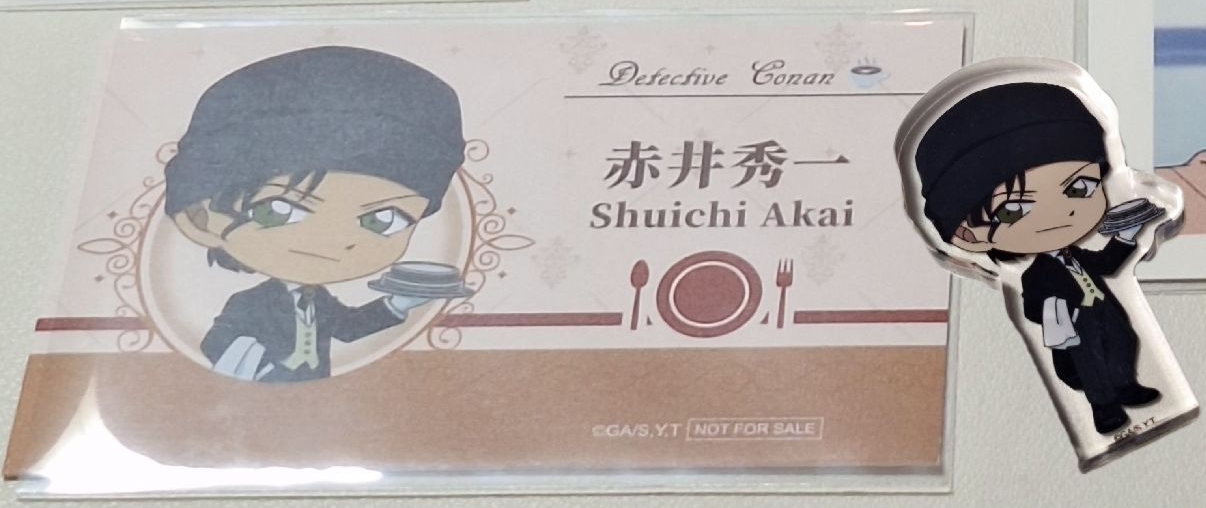 Detective Conan
赤井秀一
Shuichi Akai
©GA/S,Y,T NOT FOR SALE
©GA/S, Y,T